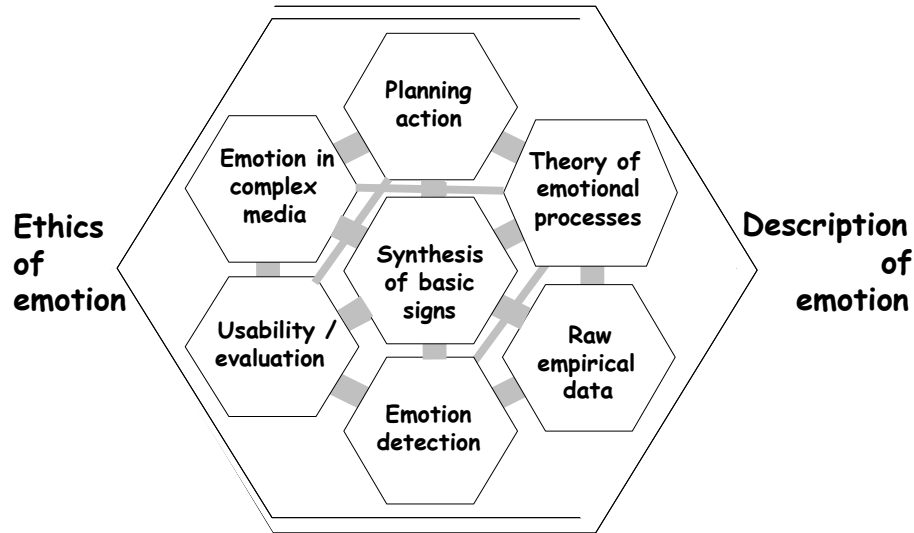 Planning
action
Emotion in
complex
media
Theory of
emotional
processes
Ethics
of
emotion
Description
of
emotion
Synthesis
of basic
signs
Usability /
evaluation
Raw
empirical
data
Emotion
detection